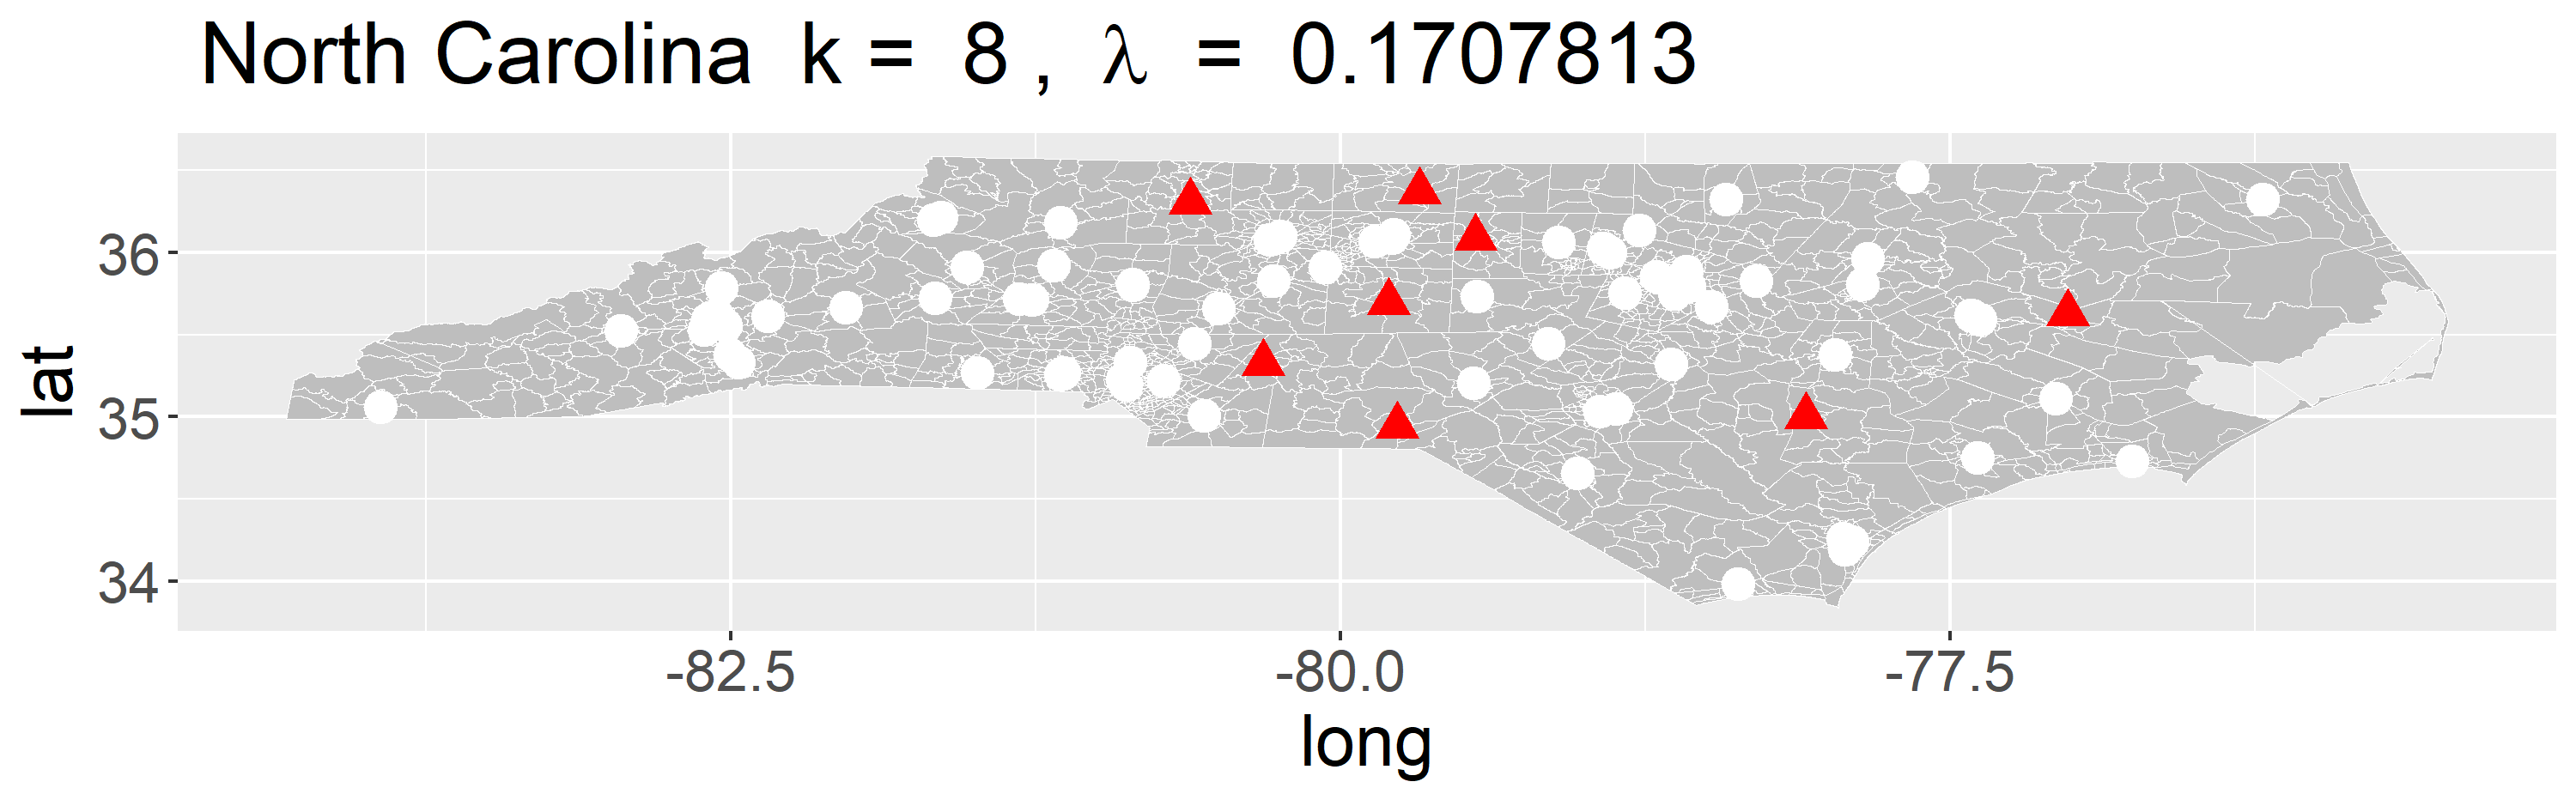 North Carolina k = 8 , λ = 0.1707813
lat
36
35
34
-82.5 -80.0 -77.5
long